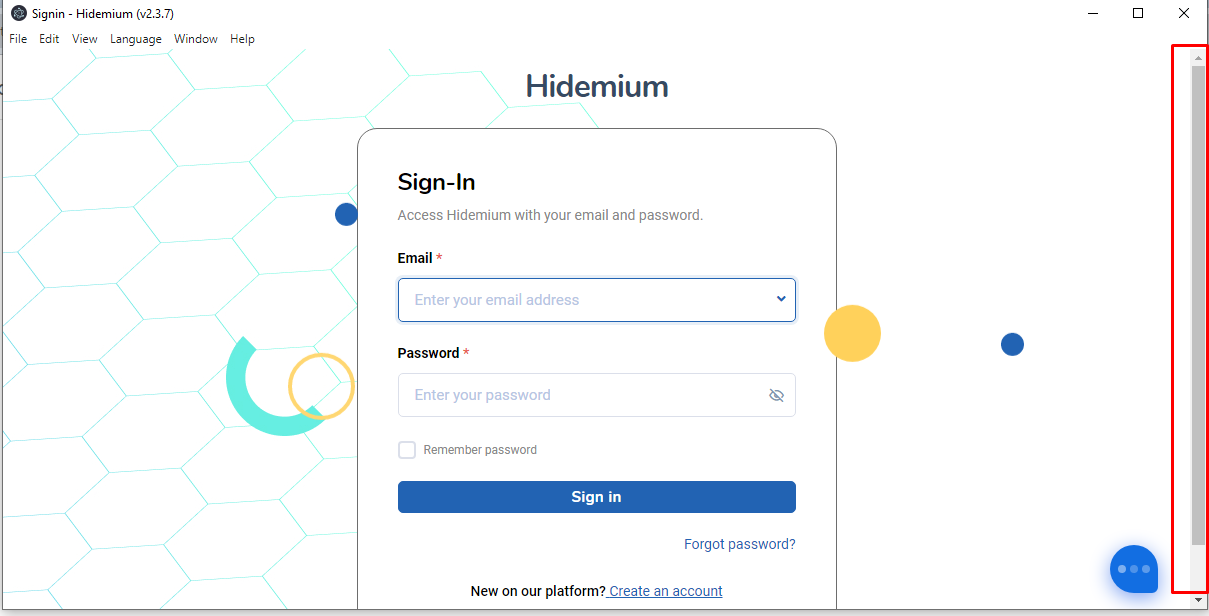 Signin - Hidemium (v2.3.7)
File Edit View Language Window Help
Hidemium
Sign-In
Access Hidemium with your email and password.
Email *
Enter your email address
Password *
Enter your password
Remember password
Sign in
Forgot password?
New on our platform? Create an account